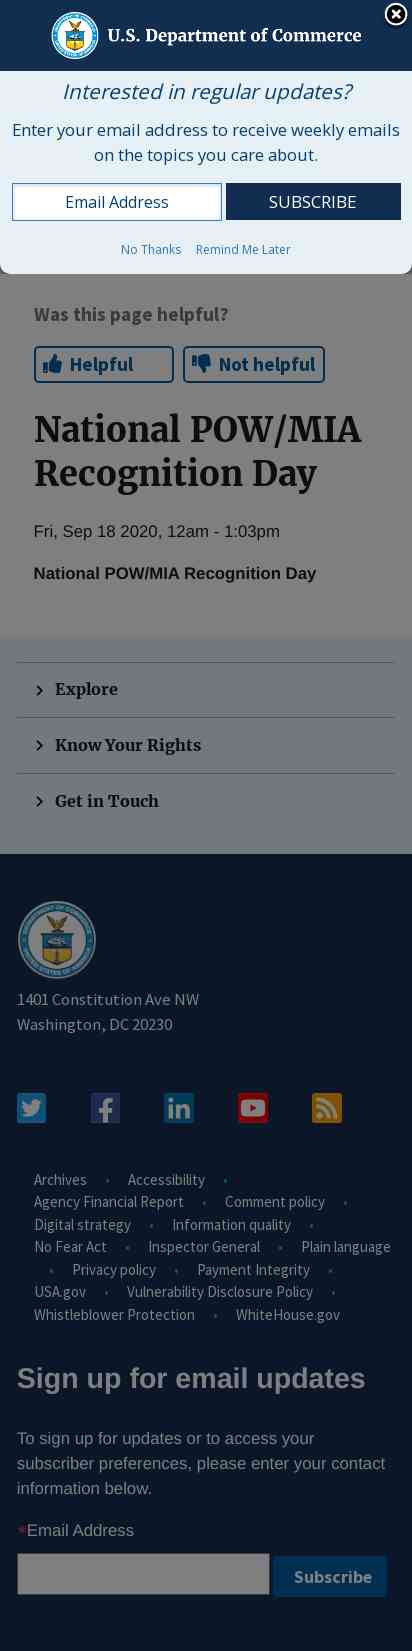 U.S. Department of Commerce
Interested in regular updates?
Enter your email address to receive weekly emails
on the topics you care about.
Email Address SUBSCRIBE
No Thanks Remind Me Later
Was this page helpful?
Helpful Not helpful
National POW/MIA
Recognition Day
Fri, Sep 18 2020, 12am - 1:03pm
National POW/MIA Recognition Day
Explore
Know Your Rights
Get in Touch
1401 Constitution Ave NW
Washington, DC 20230
Archives • Accessibility •
Agency Financial Report • Comment policy •
Digital strategy • Information quality •
No Fear Act • Inspector General • Plain language
• Privacy policy • Payment Integrity •
USA.gov • Vulnerability Disclosure Policy •
Whistleblower Protection • WhiteHouse.gov
Sign up for email updates
To sign up for updates or to access your
subscriber preferences, please enter your contact
information below.
*Email Address
Subscribe